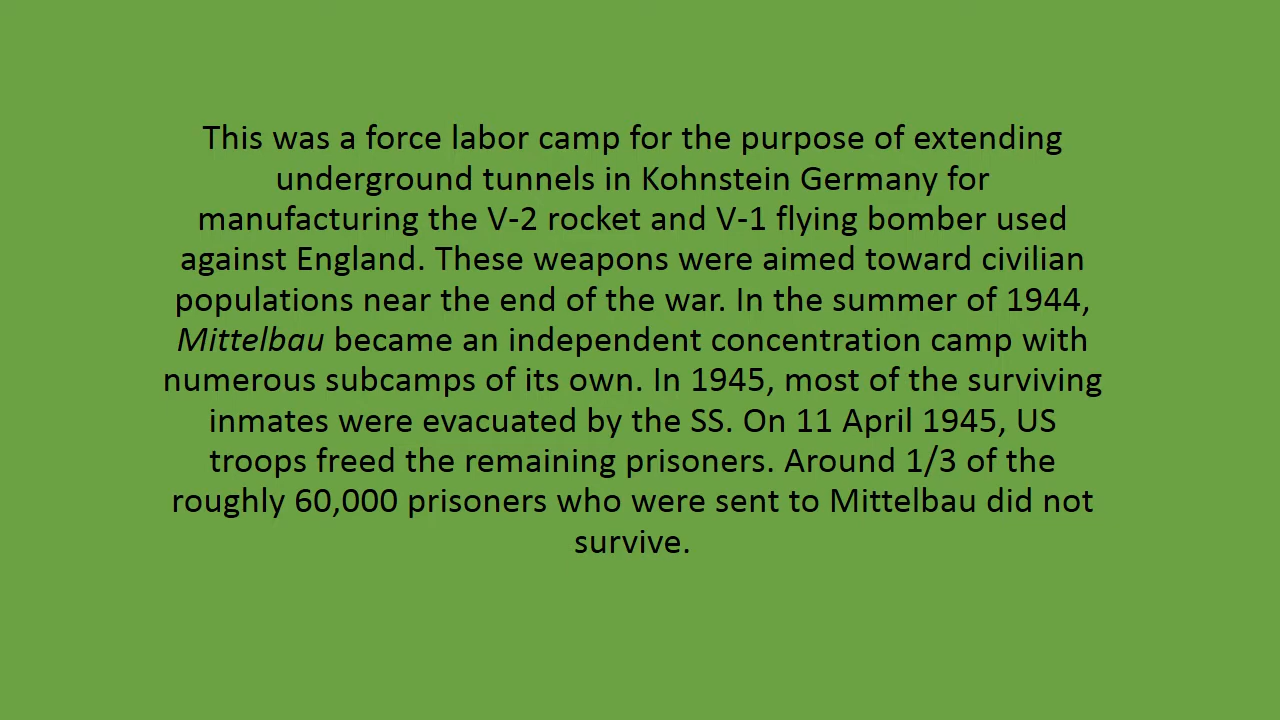 This was a force labor camp for the purpose of extending
underground tunnels in Kohnstein Germany for
manufacturing the V-2 rocket and V-1 flying bomber used
against England. These weapons were aimed toward civilian
populations near the end of the war. In the summer of 1944,
Mittelbau became an independent concentration camp with
numerous subcamps of its own. In 1945, most of the surviving
inmates were evacuated by the SS. On 11 April 1945, US
troops freed the remaining prisoners. Around 1/3 of the
roughly 60,000 prisoners who were sent to Mittelbau did not
survive.